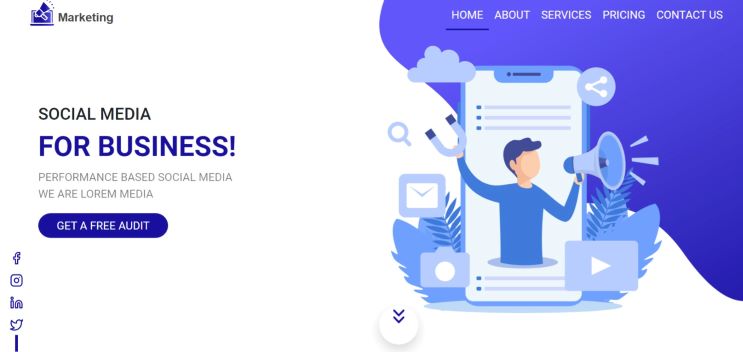 Marketing
HOME ABOUT SERVICES PRICING CONTACT US
SOCIAL MEDIA
FOR BUSINESS!
PERFORMANCE BASED SOCIAL MEDIA
WE ARE LOREM MEDIA
GET A FREE AUDIT